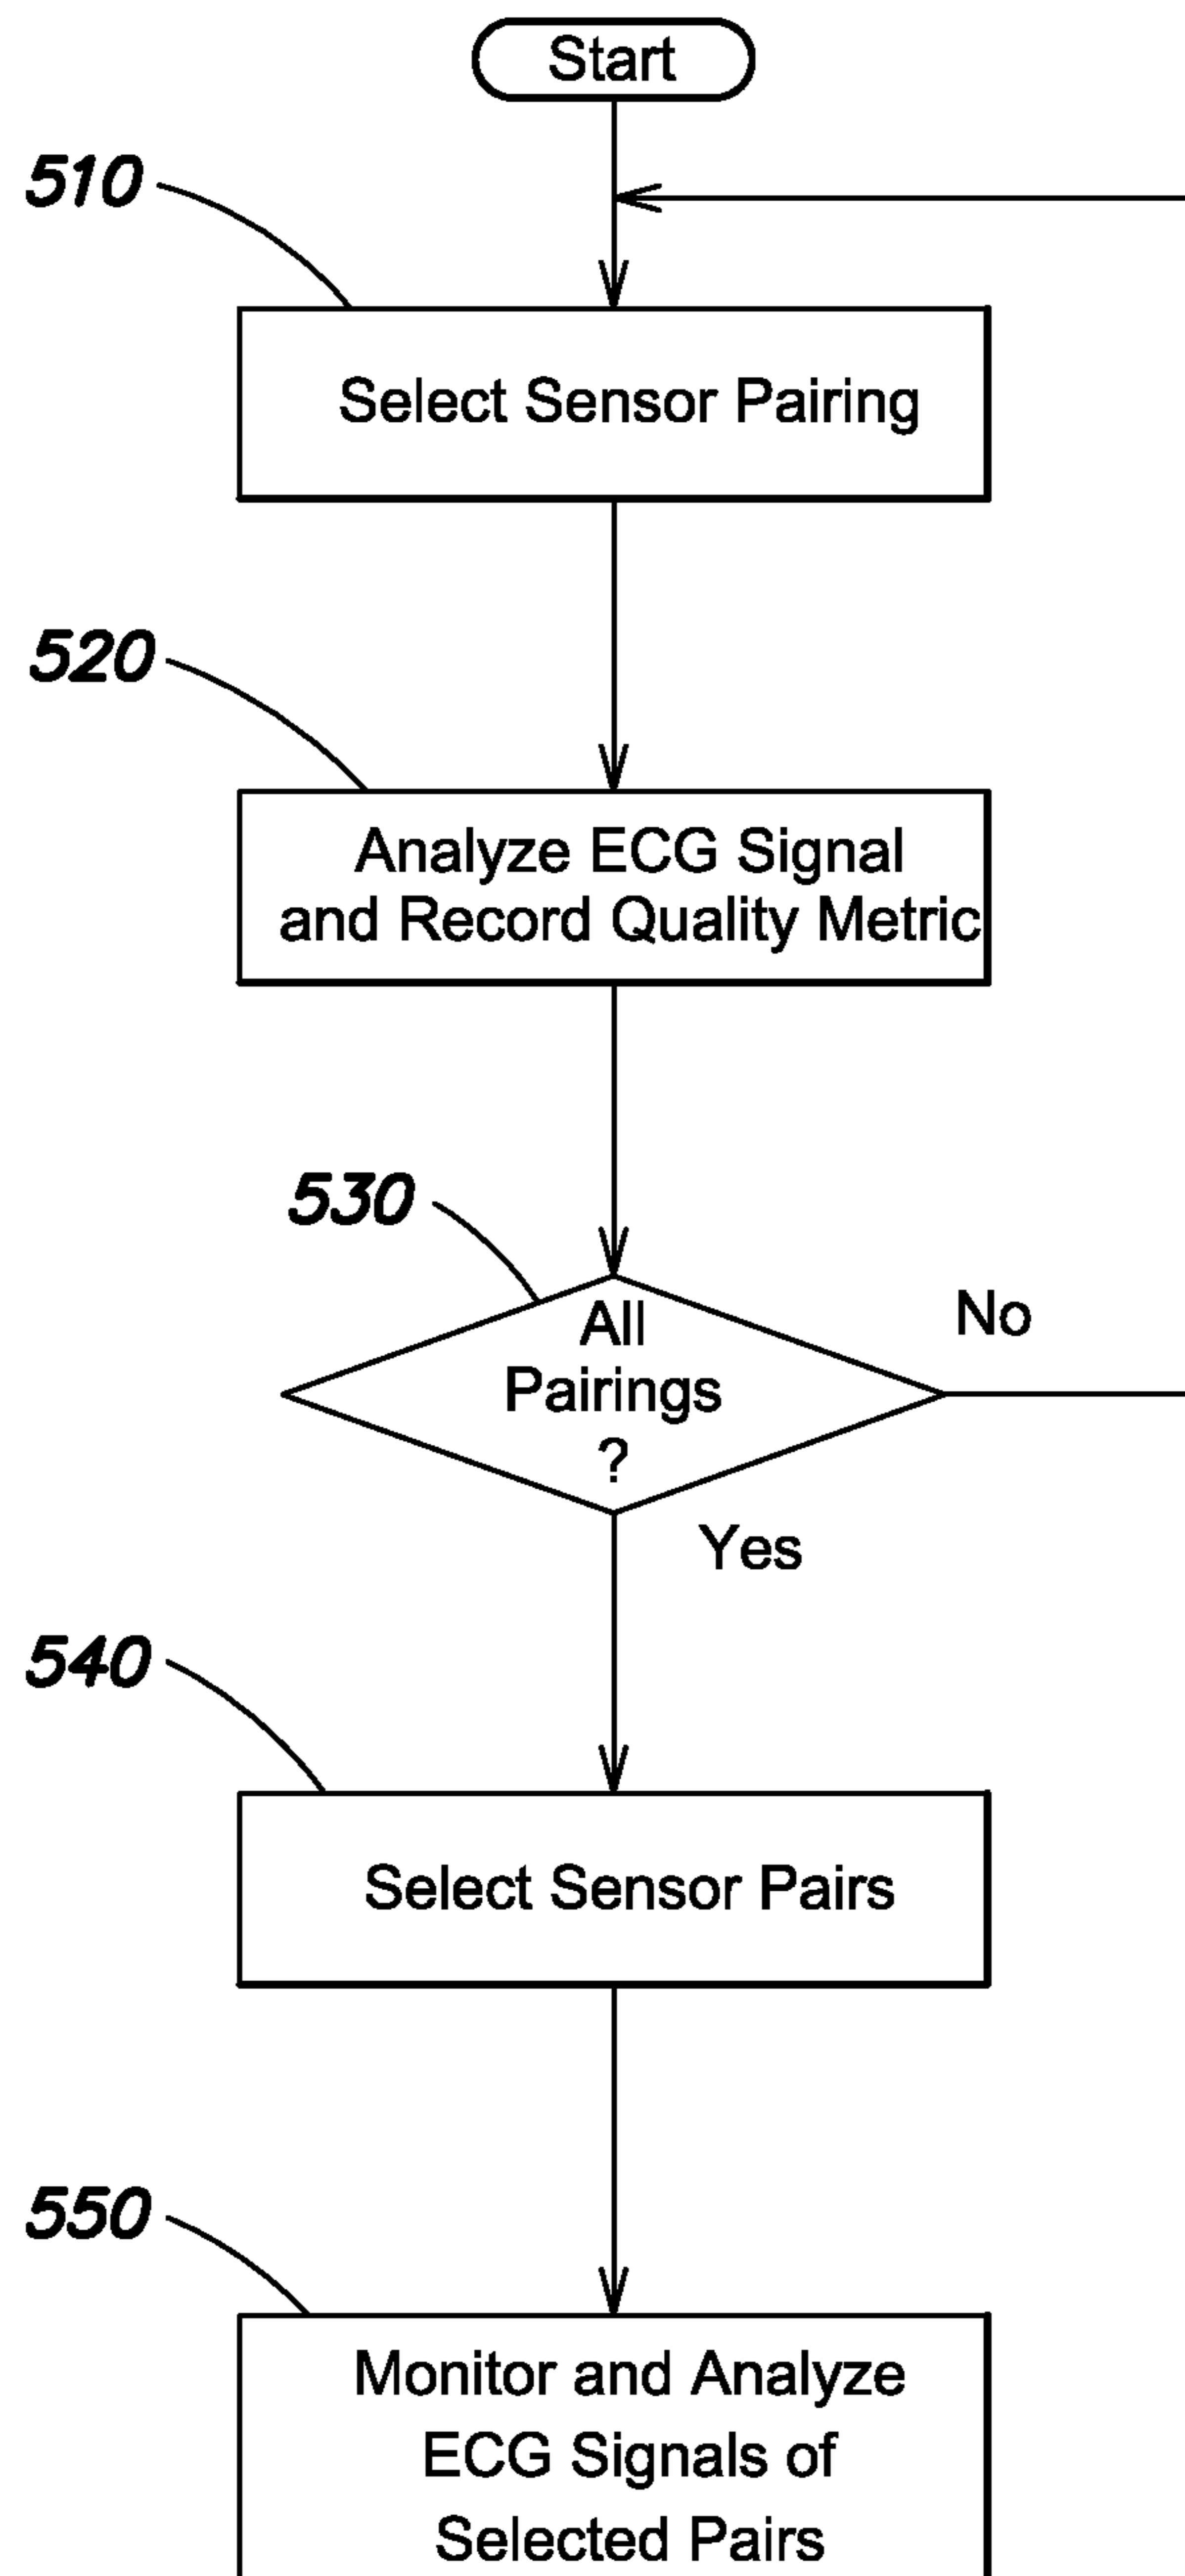 Start
510
Select Sensor Pairing
520
Analyze ECG Signal
and Record Quality Metric
530
All
Pairings
?
No
Yes
540
Select Sensor Pairs
550
Monitor and Analyze
ECG Signals of
Selected Pairs